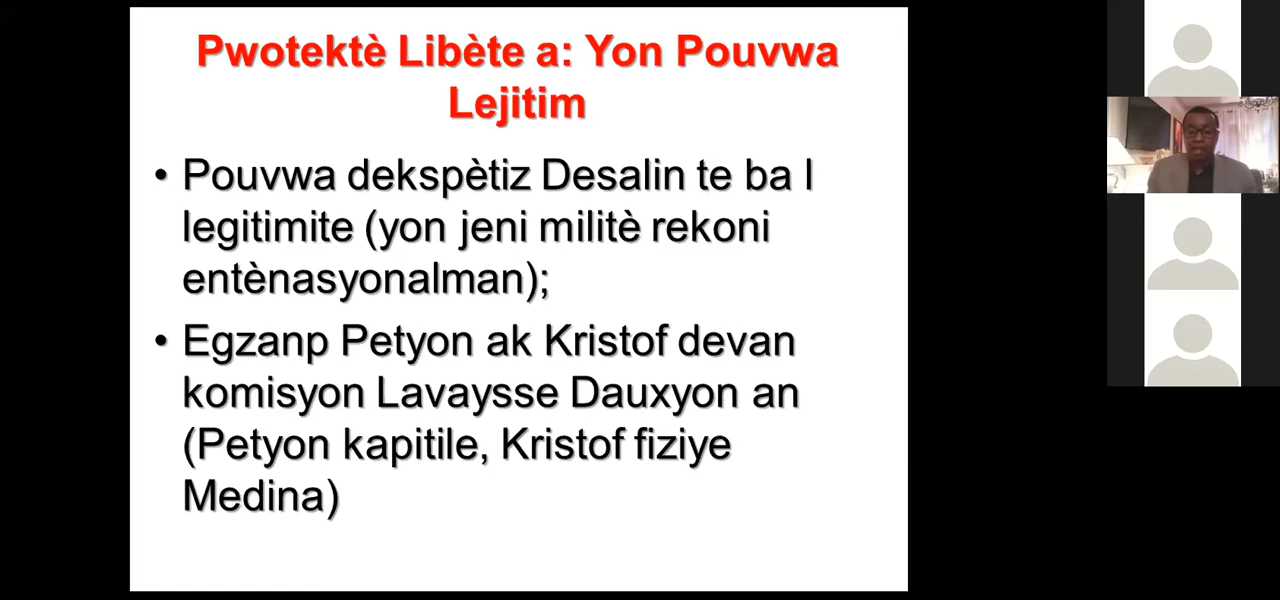 Pwotektè Libète a: Yon Pouvwa
Lejitim
• Pouvwa dekspètiz Desalin te ba l
legitimite (yon jeni militè rekoni
entènasyonalman);
• Egzanp Petyon ak Kristof devan
komisyon Lavaysse Dauxyon an
(Petyon kapitile, Kristof fiziye
Medina)